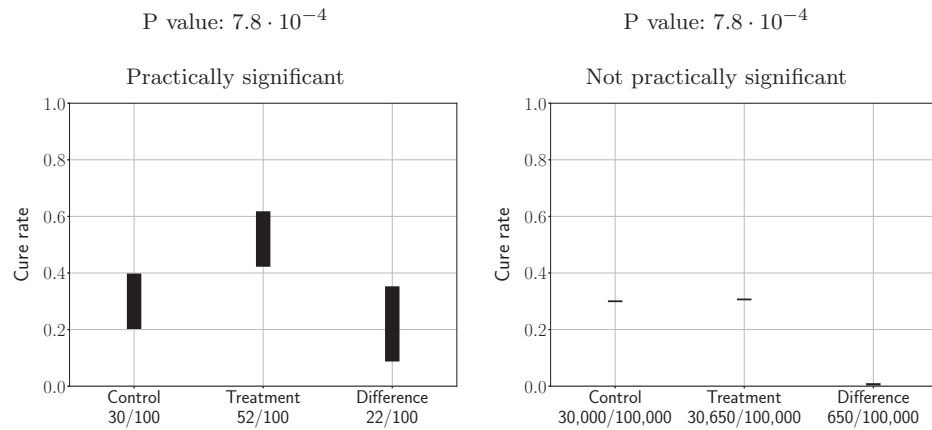 P value: 7.8 · 10⁻⁴
Practically significant
1.0
0.8
0.6
0.4
0.2
0.0
Cure rate
Control
30/100
Treatment
52/100
Difference
22/100
P value: 7.8 · 10⁻⁴
Not practically significant
1.0
0.8
0.6
0.4
0.2
0.0
Cure rate
Control
30,000/100,000
Treatment
30,650/100,000
Difference
650/100,000